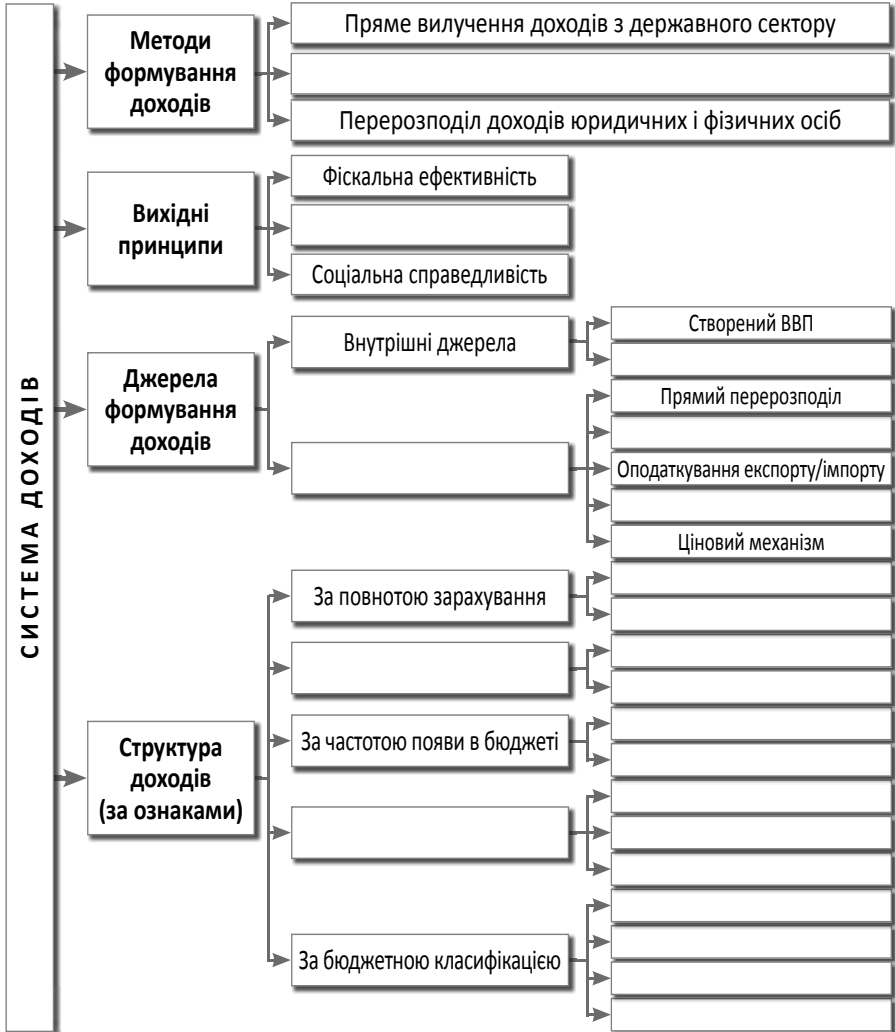 СИСТЕМА ДОХОДІВ
Методи
формування
доходів
Пряме вилучення доходів з державного сектору
Перерозподіл доходів юридичних і фізичних осіб
Вихідні
принципи
Фіскальна ефективність
Соціальна справедливість
Джерела
формування
доходів
Внутрішні джерела
Створений ВВП
Прямий перерозподіл
Оподаткування експорту/імпорту
Ціновий механізм
Структура
доходів
(за ознаками)
За повнотою зарахування
За частотою появи в бюджеті
За бюджетною класифікацією